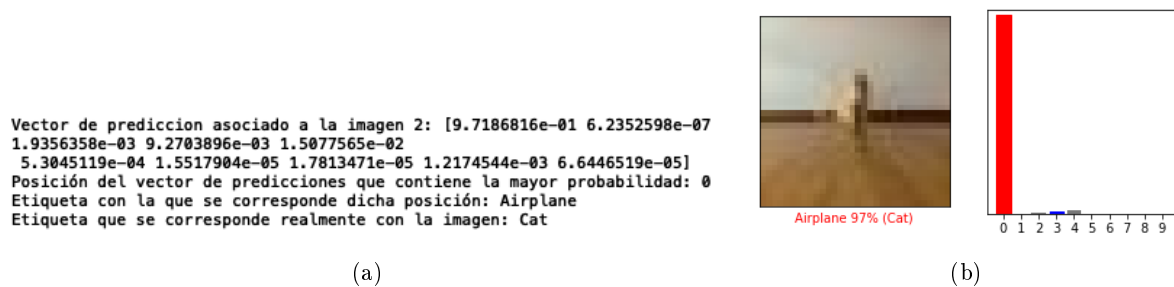 Vector de prediccion asociado a la imagen 2: [9.7186816e-01 6.2352598e-07
1.9356358e-03 9.2703896e-03 1.5077565e-02
5.3045119e-04 1.5517904e-05 1.7813471e-05 1.2174544e-03 6.6446519e-05]
Posición del vector de predicciones que contiene la mayor probabilidad: 0
Etiqueta con la que se corresponde dicha posición: Airplane
Etiqueta que se corresponde realmente con la imagen: Cat
(a)
Airplane 97% (Cat)
0 1 2 3 4 5 6 7 8 9
(b)